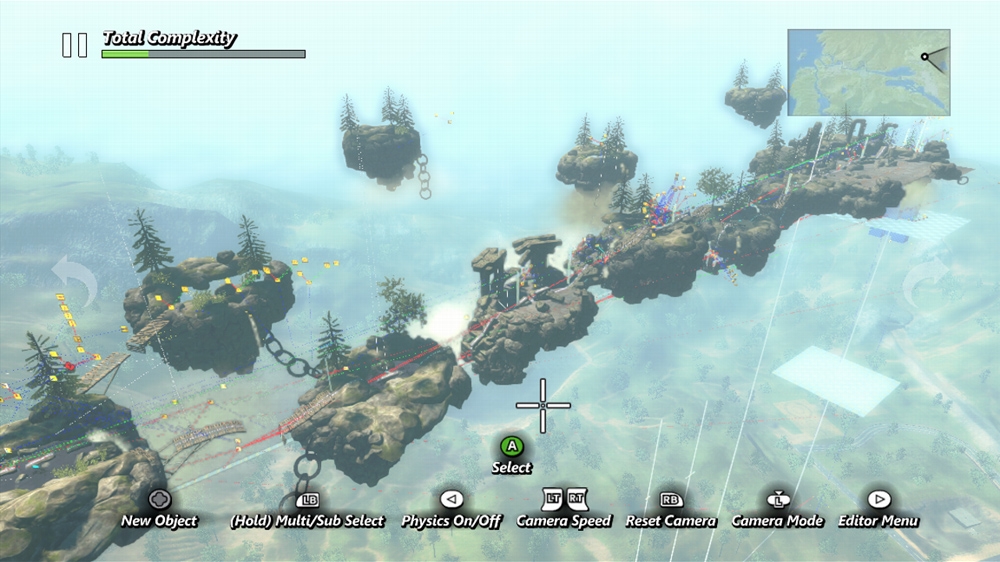 Total Complexity
A
Select
LB
LT RT
RB
L
New Object
(Hold) Multi/Sub Select
Physics On/Off
Camera Speed
Reset Camera
Camera Mode
Editor Menu